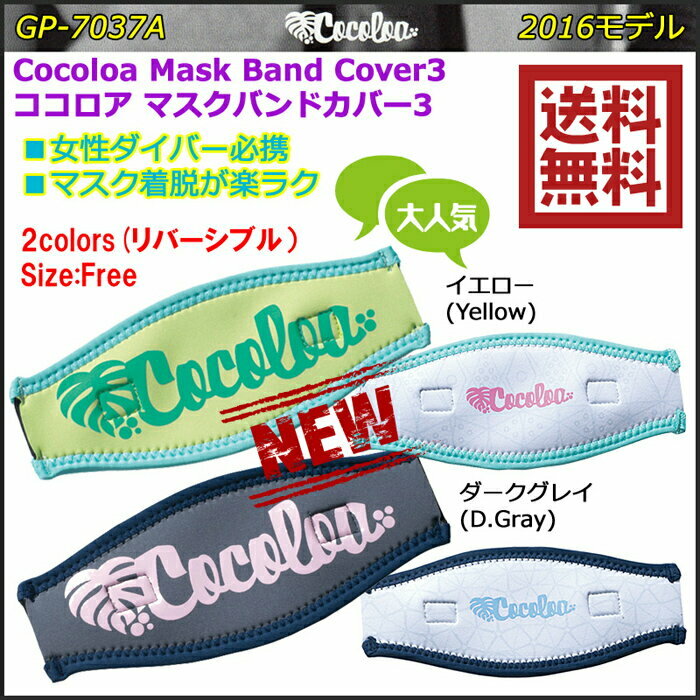 GP-7037A
Cocoloa
2016モデル
Cocoloa Mask Band Cover3
ココロア マスクバンドカバー3
送料
無料
■女性ダイバー必携
■マスク着脱が楽ラク
大人気
2colors(リバーシブル)
Size:Free
イエロー
(Yellow)
Cocoloa
Cocoloa
NEW
ダークグレイ
(D.Gray)
Cocoloa
Cocoloa